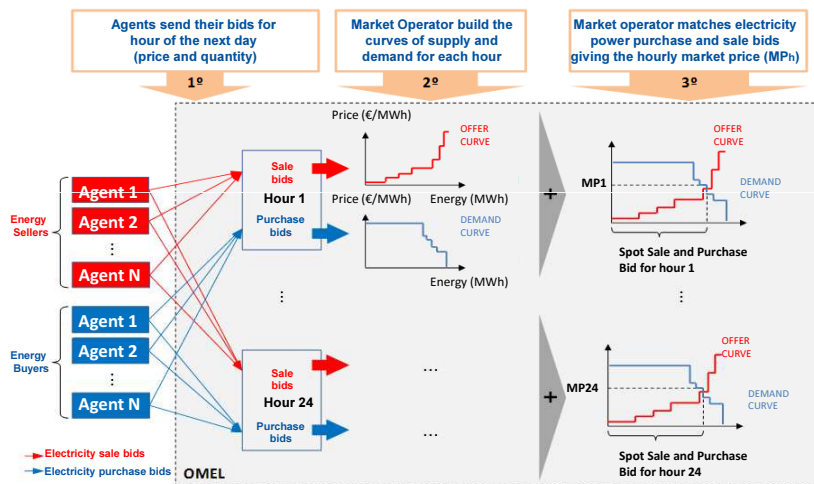 Agents send their bids for
hour of the next day
(price and quantity)
Market Operator build the
curves of supply and
demand for each hour
Market operator matches electricity
power purchase and sale bids
giving the hourly market price (MPh)
1º
2º
3º
Energy
Sellers
Agent 1
Agent 2
⋮
Agent N
Energy
Buyers
Agent 1
Agent 2
⋮
Agent N
Electricity sale bids
Electricity purchase bids
Sale
bids
Hour 1
Purchase
bids
⋮
Sale
bids
Hour 24
Purchase
bids
OMEL
Price (€/MWh)
OFFER
CURVE
Energy (MWh)
Price (€/MWh)
DEMAND
CURVE
Energy (MWh)
...
...
+
+
MP1
OFFER
CURVE
DEMAND
CURVE
Spot Sale and Purchase
Bid for hour 1
⋮
MP24
OFFER
CURVE
DEMAND
CURVE
Spot Sale and Purchase
Bid for hour 24